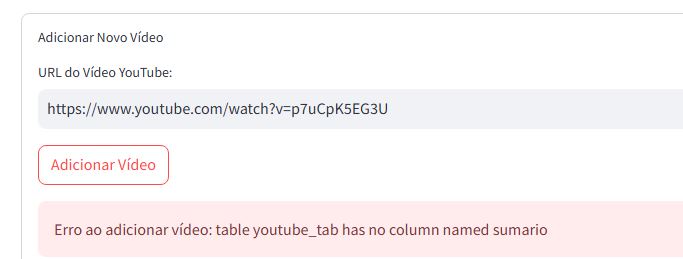 Adicionar Novo Vídeo
URL do Vídeo YouTube:
https://www.youtube.com/watch?v=p7uCpK5EG3U
Adicionar Vídeo
Erro ao adicionar vídeo: table youtube_tab has no column named sumario